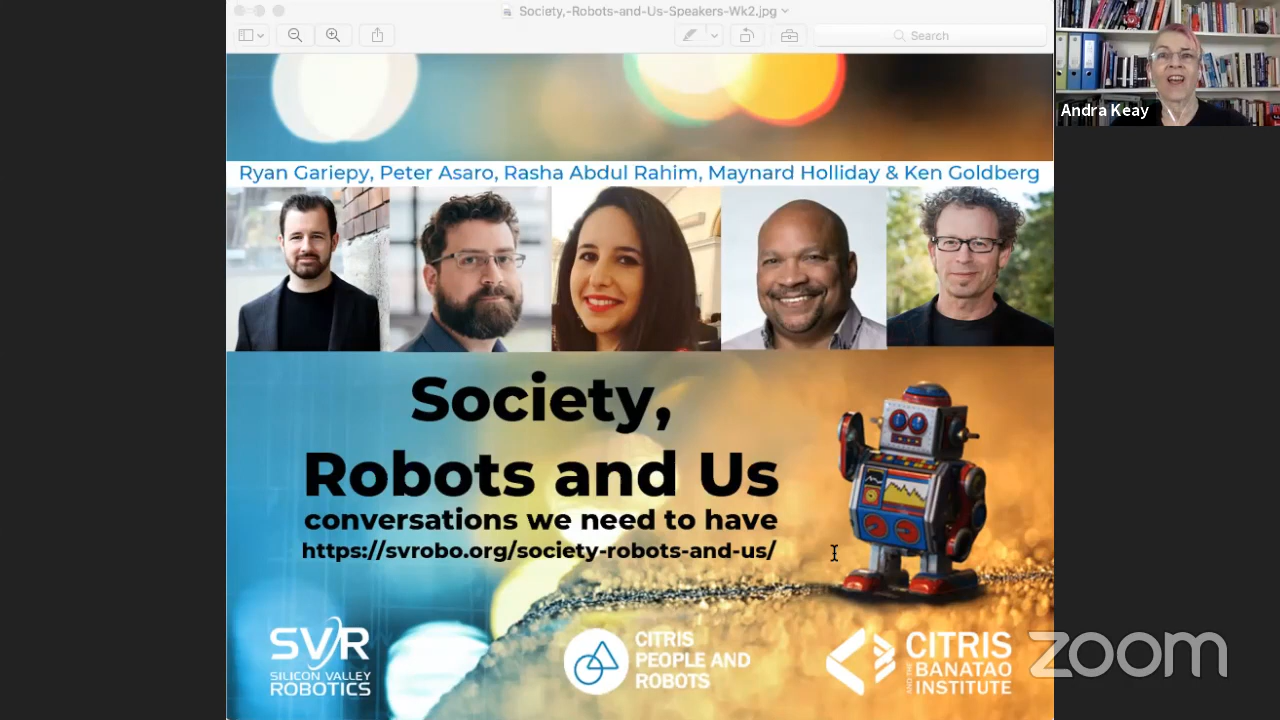 Society,-Robots-and-Us-Speakers-Wk2.jpg
Search
Andra Keay
Ryan Gariepy, Peter Asaro, Rasha Abdul Rahim, Maynard Holliday & Ken Goldberg
Society,
Robots and Us
conversations we need to have
https://svrobo.org/society-robots-and-us/
SVR
SILICON VALLEY
ROBOTICS
CITRIS
PEOPLE AND
ROBOTS
CITRIS
AND THE
BANATAO
INSTITUTE
zoom